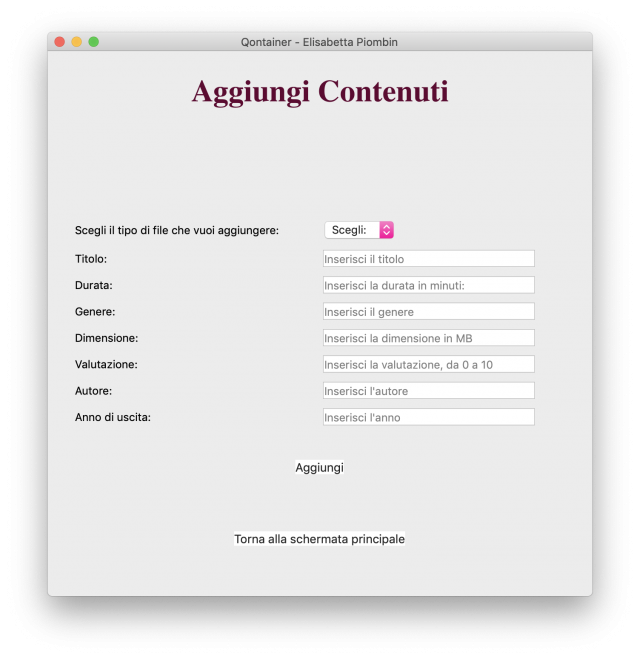 Qontainer - Elisabetta Piombin
Aggiungi Contenuti
Scegli il tipo di file che vuoi aggiungere: Scegli:
Titolo: Inserisci il titolo
Durata: Inserisci la durata in minuti:
Genere: Inserisci il genere
Dimensione: Inserisci la dimensione in MB
Valutazione: Inserisci la valutazione, da 0 a 10
Autore: Inserisci l'autore
Anno di uscita: Inserisci l'anno
Aggiungi
Torna alla schermata principale